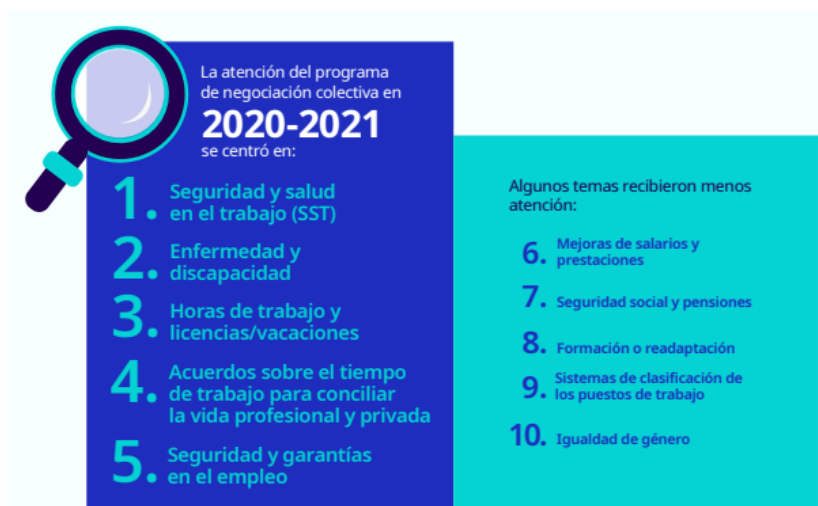 La atención del programa
de negociación colectiva en
2020-2021
se centró en:
1. Seguridad y salud
en el trabajo (SST)
2. Enfermedad y
discapacidad
3. Horas de trabajo y
licencias/vacaciones
4. Acuerdos sobre el tiempo
de trabajo para conciliar
la vida profesional y privada
5. Seguridad y garantías
en el empleo
Algunos temas recibieron menos
atención:
6. Mejoras de salarios y
prestaciones
7. Seguridad social y pensiones
8. Formación o readaptación
9. Sistemas de clasificación de
los puestos de trabajo
10. Igualdad de género